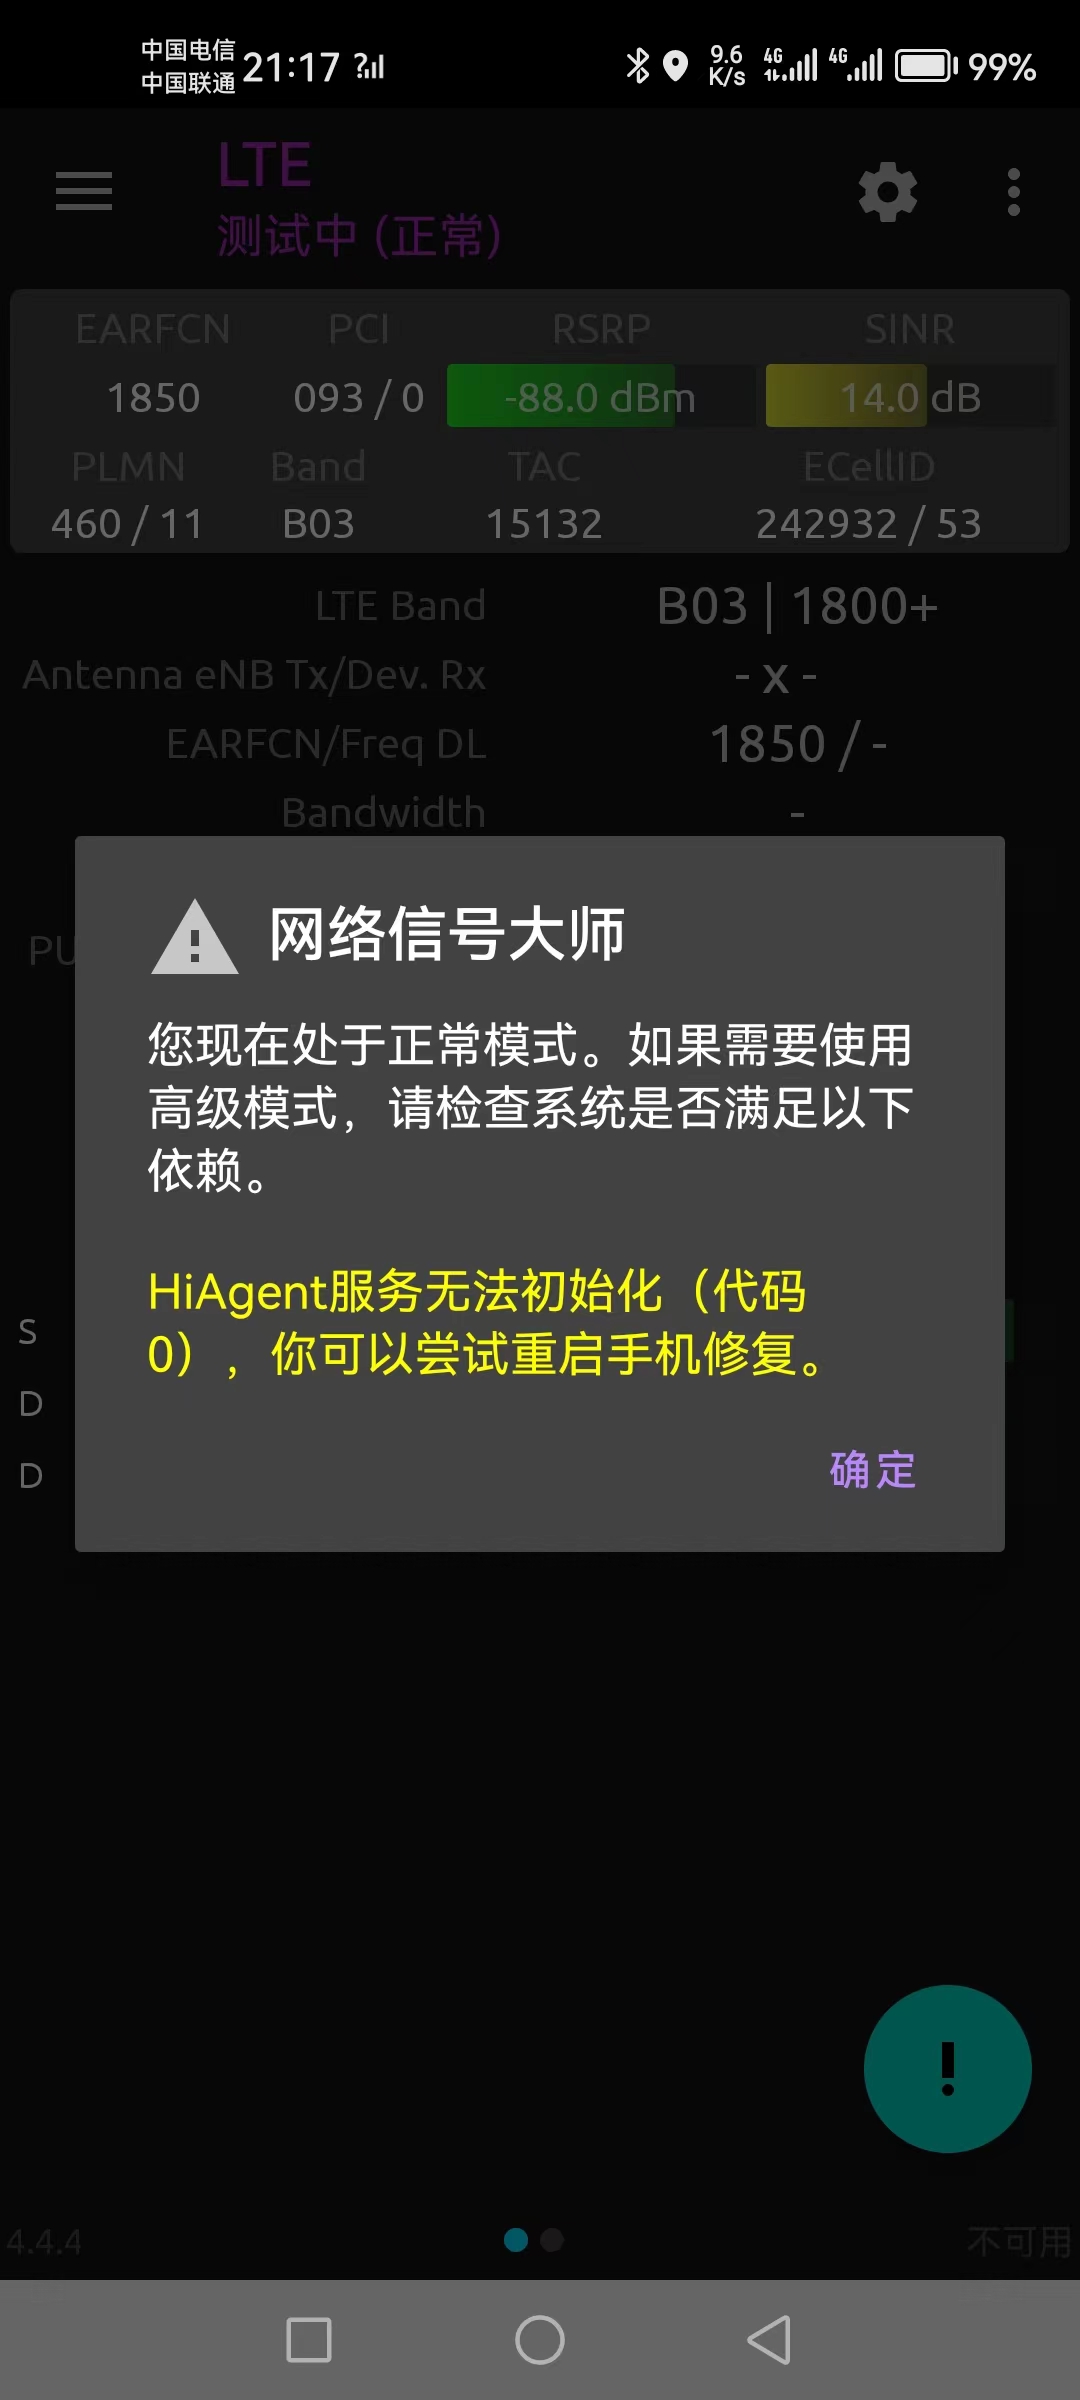 中国电信
中国联通
21:17
9.6
K/s
4G
4G
99%
LTE
测试中 (正常)
EARFCN PCI RSRP SINR
1850 093 / 0 -88.0 dBm 14.0 dB
PLMN Band TAC ECellID
460 / 11 B03 15132 242932 / 53
LTE Band B03 | 1800+
Antenna eNB Tx/Dev. Rx - x -
EARFCN/Freq DL 1850 / -
Bandwidth -
PU
网络信号大师
您现在处于正常模式。如果需要使用
高级模式，请检查系统是否满足以下
依赖。
HiAgent服务无法初始化（代码
0），你可以尝试重启手机修复。
S
D
D
确定
4.4.4 不可用